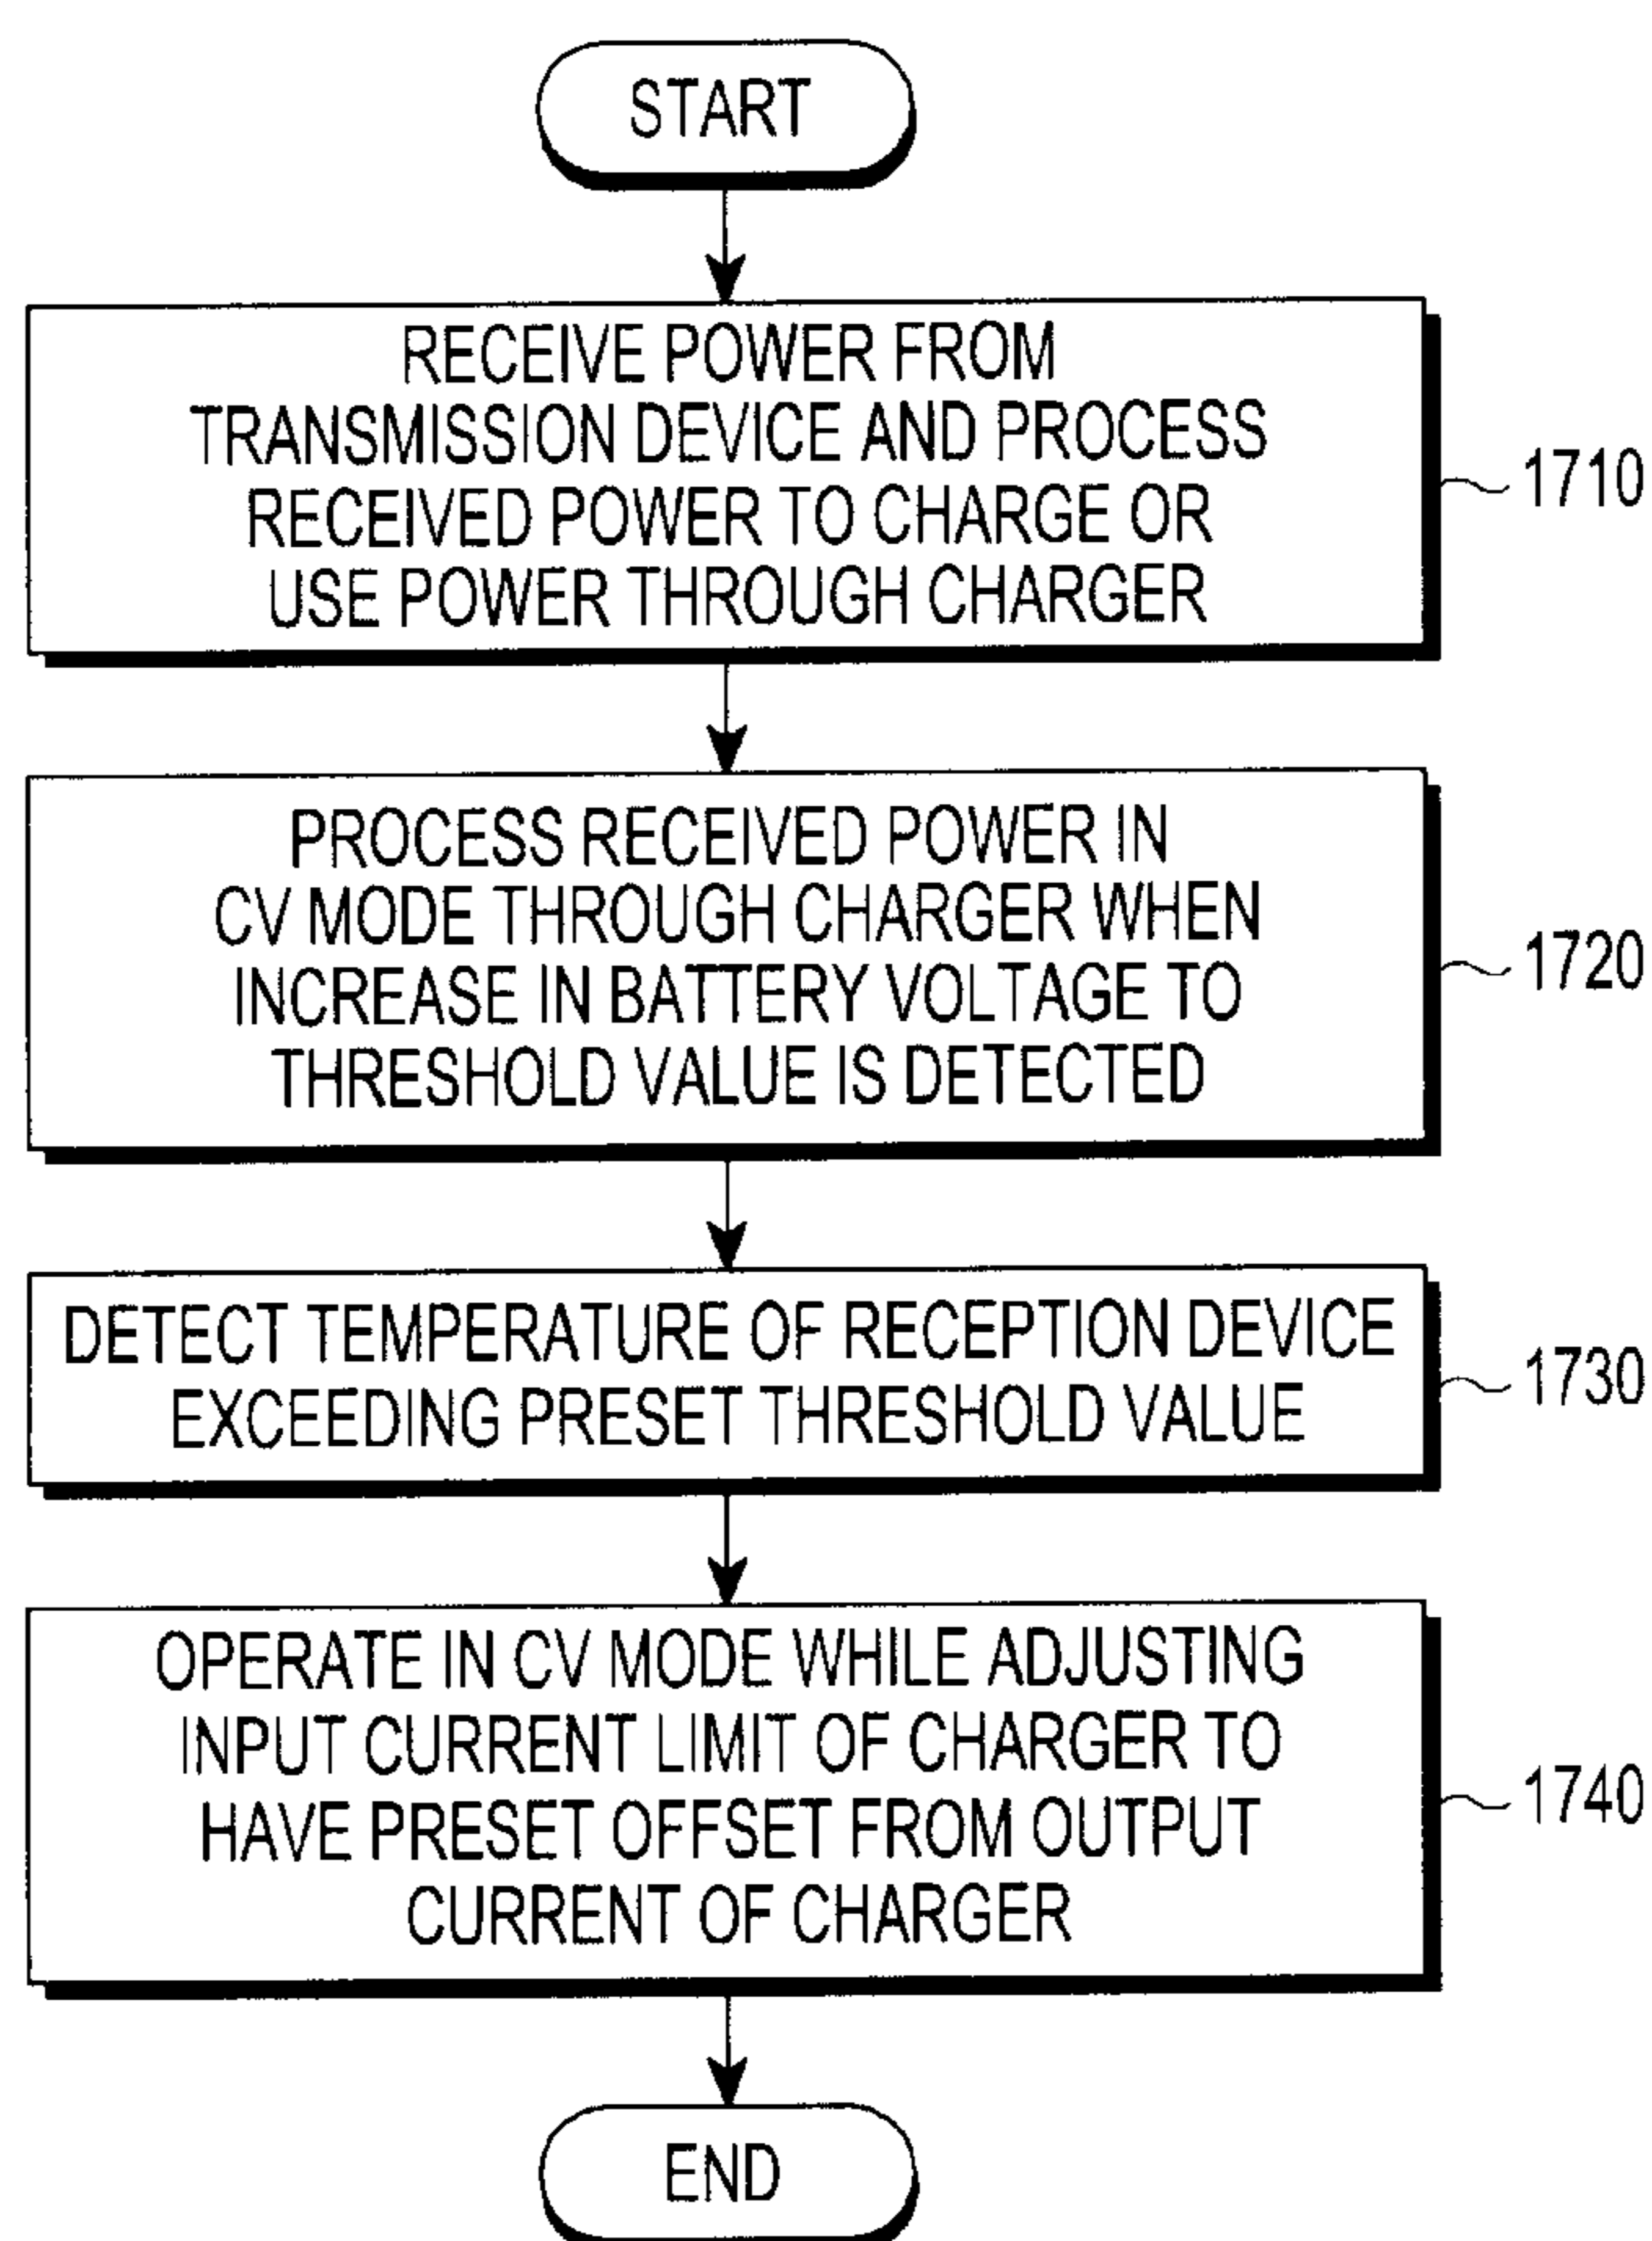 START
RECEIVE POWER FROM
TRANSMISSION DEVICE AND PROCESS
RECEIVED POWER TO CHARGE OR
USE POWER THROUGH CHARGER
1710
PROCESS RECEIVED POWER IN
CV MODE THROUGH CHARGER WHEN
INCREASE IN BATTERY VOLTAGE TO
THRESHOLD VALUE IS DETECTED
1720
DETECT TEMPERATURE OF RECEPTION DEVICE
EXCEEDING PRESET THRESHOLD VALUE
1730
OPERATE IN CV MODE WHILE ADJUSTING
INPUT CURRENT LIMIT OF CHARGER TO
HAVE PRESET OFFSET FROM OUTPUT
CURRENT OF CHARGER
1740
END